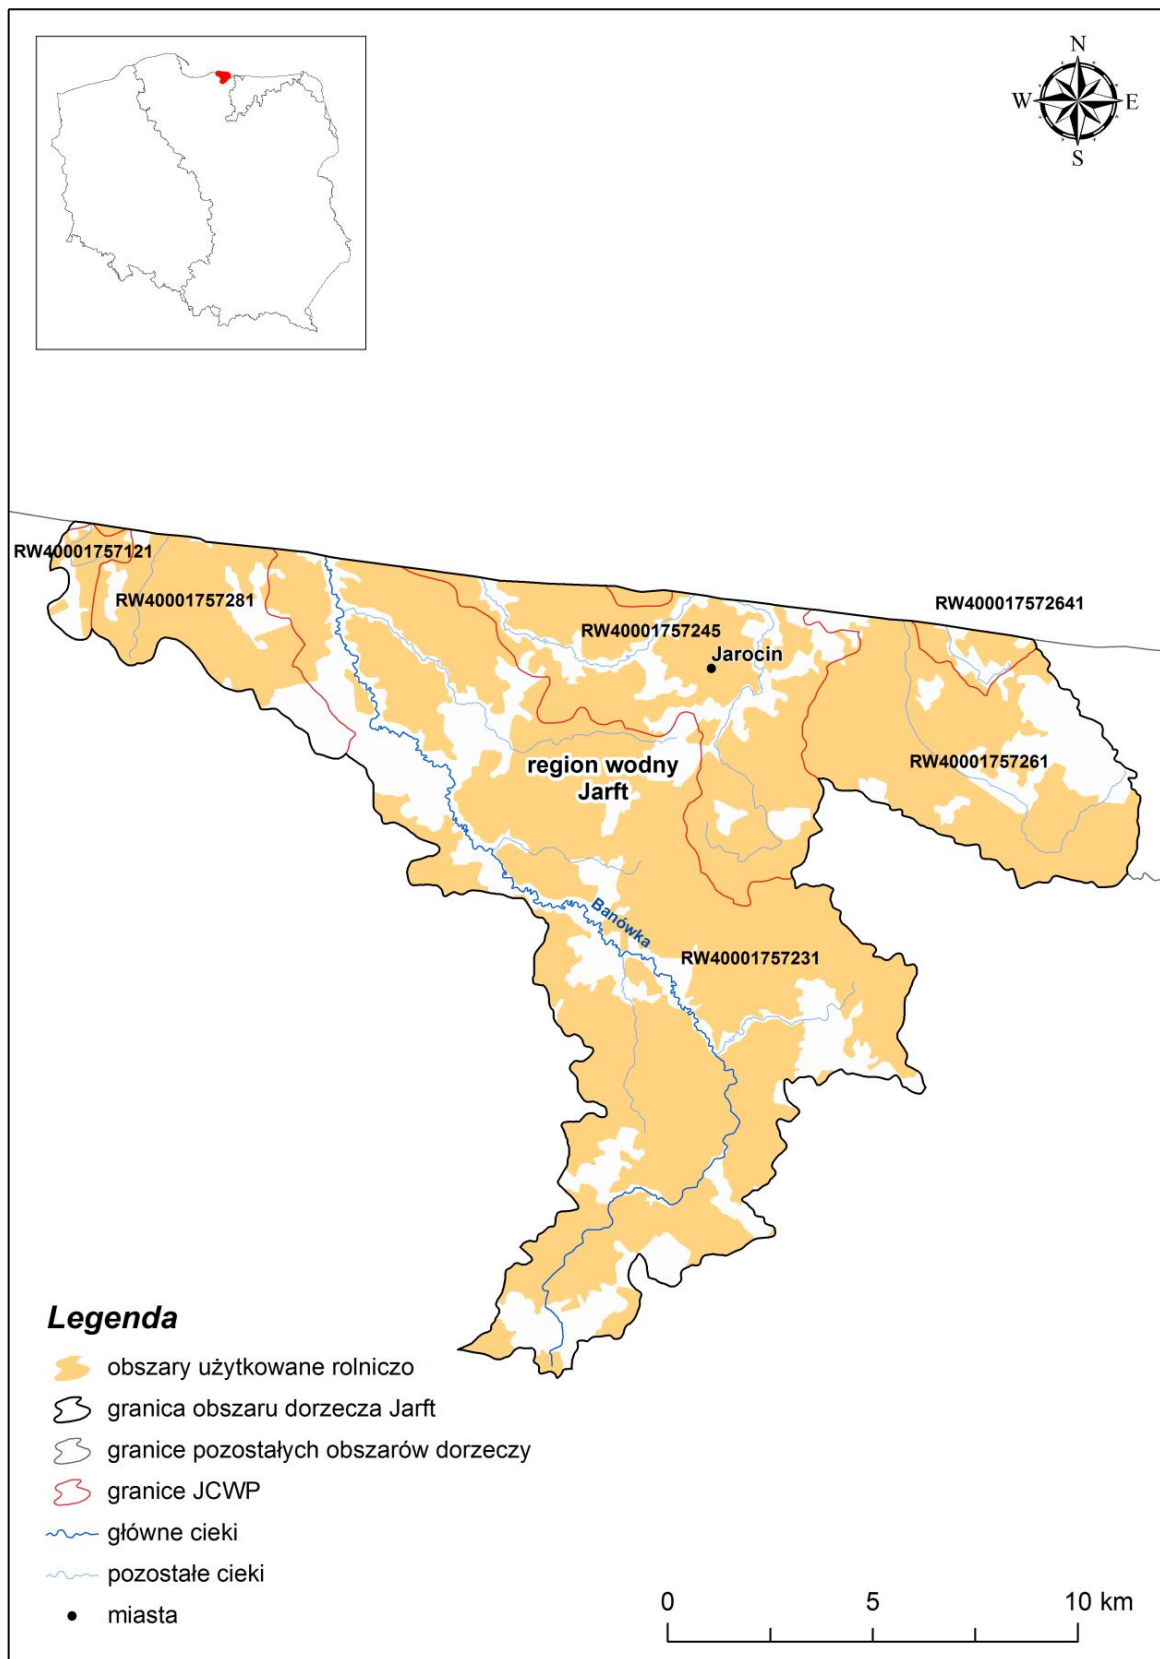 N
W E
S
RW40001757121
RW40001757281
RW400017572641
RW40001757245
Jarocin
RW40001757261
region wodny
Jarft
Banówka
RW40001757231
Legenda
obszary użytkowane rolniczo
granica obszaru dorzecza Jarft
granice pozostałych obszarów dorzeczy
granice JCWP
główne cieki
pozostałe cieki
miasta
0 5 10 km